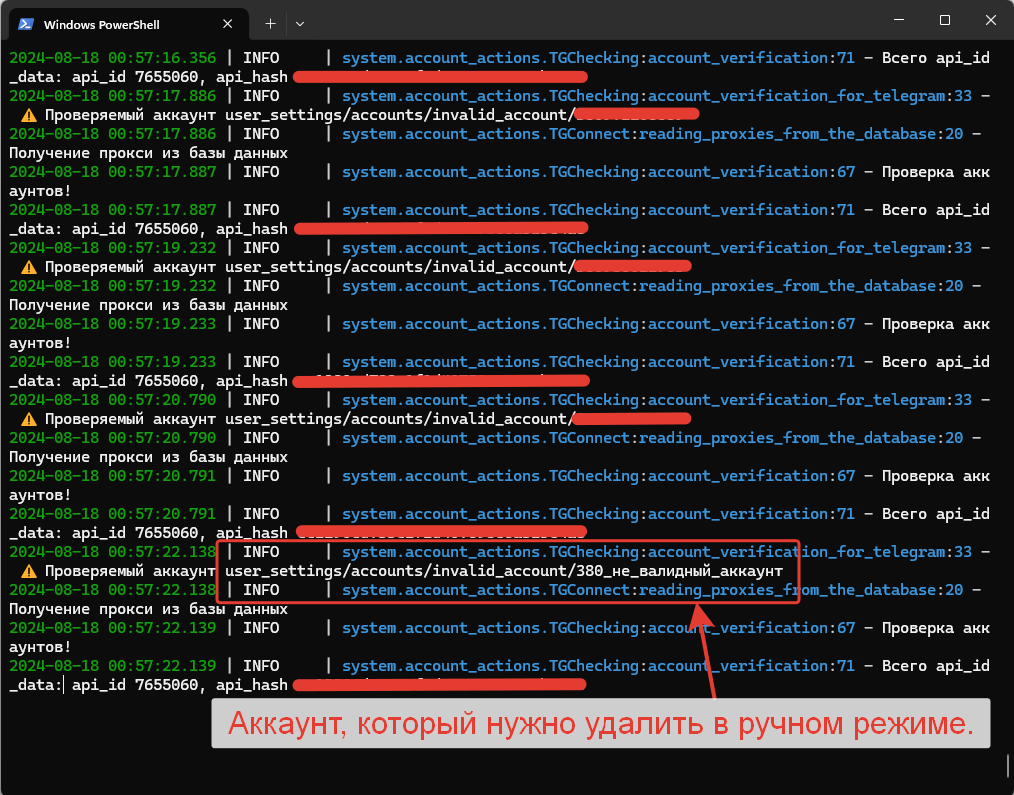 Windows PowerShell
2024-08-18 00:57:16.356 | INFO     | system.account_actions.TGChecking:account_verification:71 - Всего api_id
_data: api_id 7655060, api_hash
2024-08-18 00:57:17.886 | INFO     | system.account_actions.TGChecking:account_verification_for_telegram:33 -
⚠ Проверяемый аккаунт user_settings/accounts/invalid_account/
2024-08-18 00:57:17.886 | INFO     | system.account_actions.TGConnect:reading_proxies_from_the_database:20 -
Получение прокси из базы данных
2024-08-18 00:57:17.887 | INFO     | system.account_actions.TGChecking:account_verification:67 - Проверка акк
аунтов!
2024-08-18 00:57:17.887 | INFO     | system.account_actions.TGChecking:account_verification:71 - Всего api_id
_data: api_id 7655060, api_hash
2024-08-18 00:57:19.232 | INFO     | system.account_actions.TGChecking:account_verification_for_telegram:33 -
⚠ Проверяемый аккаунт user_settings/accounts/invalid_account/
2024-08-18 00:57:19.232 | INFO     | system.account_actions.TGConnect:reading_proxies_from_the_database:20 -
Получение прокси из базы данных
2024-08-18 00:57:19.233 | INFO     | system.account_actions.TGChecking:account_verification:67 - Проверка акк
аунтов!
2024-08-18 00:57:19.233 | INFO     | system.account_actions.TGChecking:account_verification:71 - Всего api_id
_data: api_id 7655060, api_hash
2024-08-18 00:57:20.790 | INFO     | system.account_actions.TGChecking:account_verification_for_telegram:33 -
⚠ Проверяемый аккаунт user_settings/accounts/invalid_account/
2024-08-18 00:57:20.790 | INFO     | system.account_actions.TGConnect:reading_proxies_from_the_database:20 -
Получение прокси из базы данных
2024-08-18 00:57:20.791 | INFO     | system.account_actions.TGChecking:account_verification:67 - Проверка акк
аунтов!
2024-08-18 00:57:20.791 | INFO     | system.account_actions.TGChecking:account_verification:71 - Всего api_id
_data: api_id 7655060, api_hash
2024-08-18 00:57:22.138 | INFO     | system.account_actions.TGChecking:account_verification_for_telegram:33 -
⚠ Проверяемый аккаунт user_settings/accounts/invalid_account/380_не_валидный_аккаунт
2024-08-18 00:57:22.138 | INFO     | system.account_actions.TGConnect:reading_proxies_from_the_database:20 -
Получение прокси из базы данных
2024-08-18 00:57:22.139 | INFO     | system.account_actions.TGChecking:account_verification:67 - Проверка акк
аунтов!
2024-08-18 00:57:22.139 | INFO     | system.account_actions.TGChecking:account_verification:71 - Всего api_id
_data: api_id 7655060, api_hash
Аккаунт, который нужно удалить в ручном режиме.